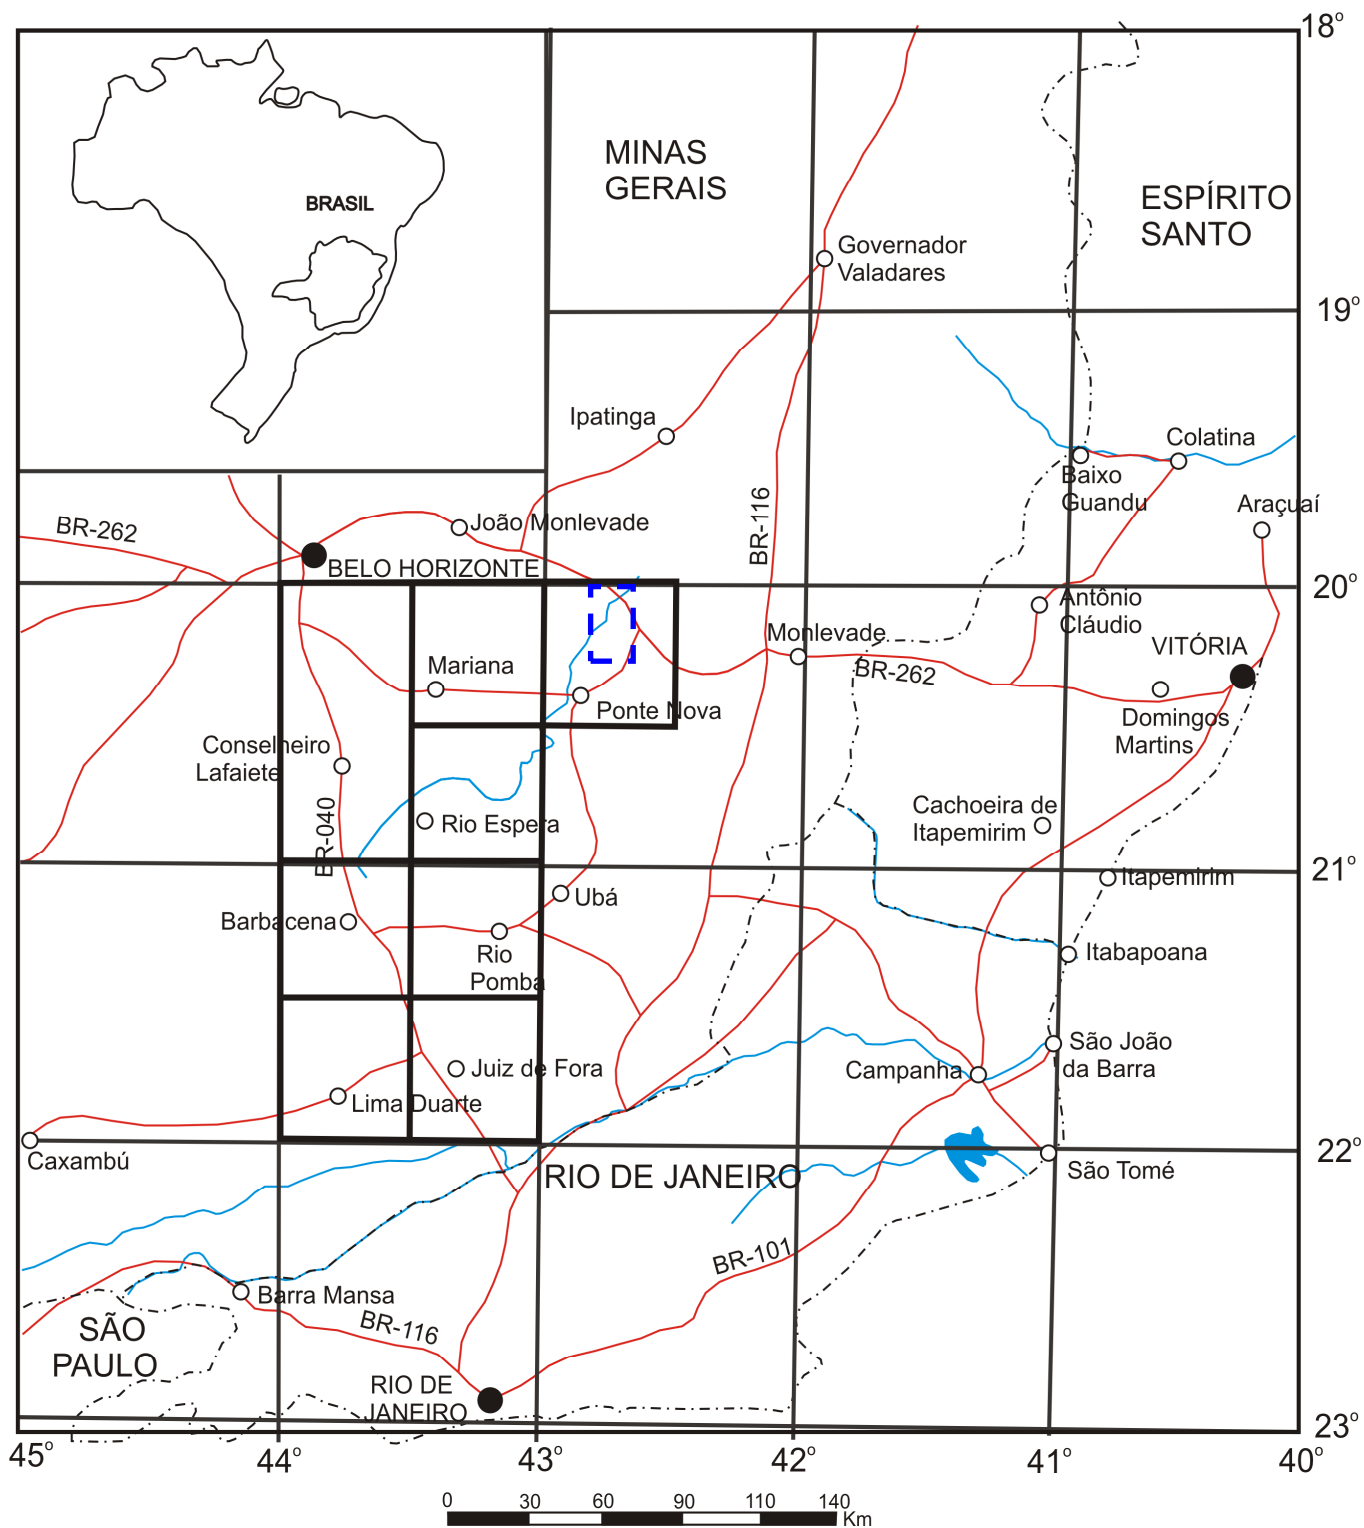 18°
MINAS
GERAIS
ESPÍRITO
SANTO
BRASIL
Governador
Valadares
19°
Ipatinga
Colatina
Baixo
Guandu
Araçuaí
BR-116
BR-262
João Monlevade
BELO HORIZONTE
20°
Antônio
Cláudio
Monlevade
VITÓRIA
BR-262
Mariana
Ponte Nova
Domingos
Martins
Conselheiro
Lafaiete
BR-040
Rio Espera
Cachoeira de
Itapemirim
21°
Itapemirim
Ubá
Barbacena
Rio
Pomba
Itabapoana
São João
da Barra
Juiz de Fora
Campanha
Lima Duarte
Caxambú
22°
RIO DE JANEIRO
São Tomé
BR-101
Barra Mansa
BR-116
SÃO
PAULO
RIO DE
JANEIRO
23°
45°
44°
43°
42°
41°
40°
0 30 60 90 110 140
Km